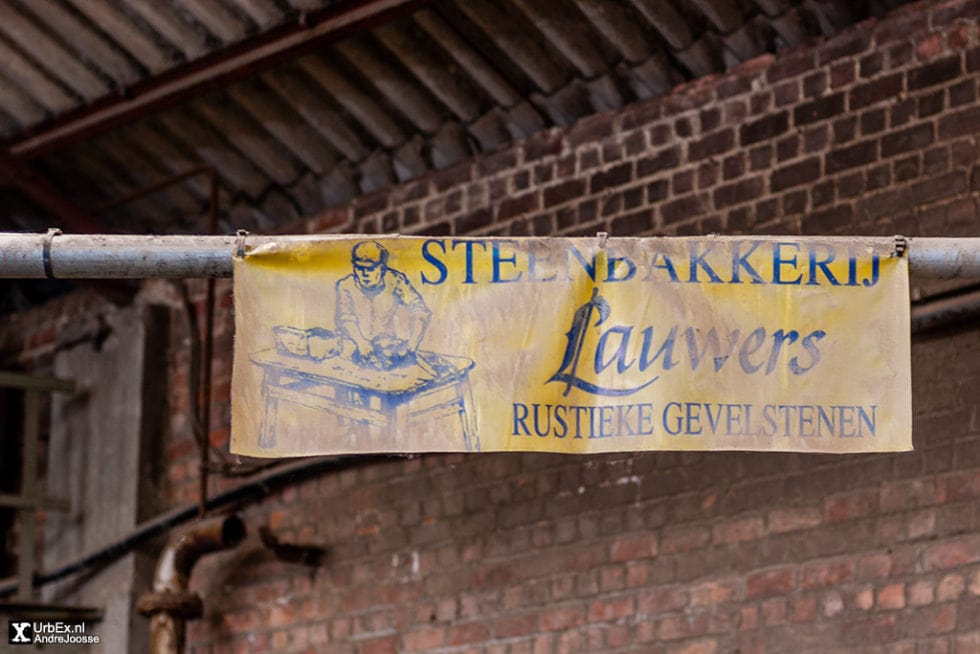 STEENBAKKERIJ
Lauwers
RUSTIEKE GEVELSTENEN
UrbEx.nl
AndreJoosse